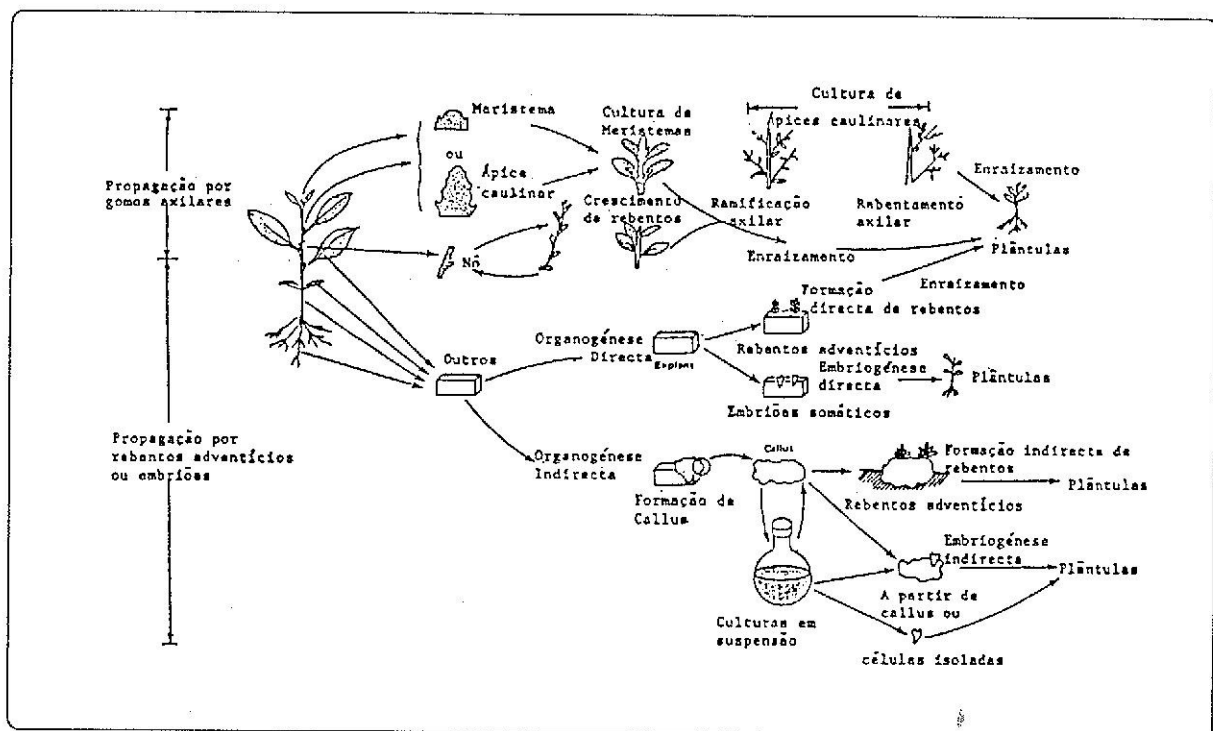 Meristema
ou
Ápice
caulinar
Nó
Propagação por
gomos axilares
Cultura de
Meristemas
Crescimento
de rebentos
Cultura de
Ápices caulinares
Ramificação
axilar
Rebentamento
axilar
Enraízamento
Plântulas
Enraízamento
Enraízamento
Formação
directa de rebentos
Outros
Organogénese
Directa
Explant
Rebentos adventícios
Embriogénese
directa
Plântulas
Embriões somáticos
Propagação por
rebentos adventícios
ou embriões
Organogénese
Indirecta
Formação de
Callus
Callus
Formação indirecta de
rebentos
Plântulas
Rebentos adventícios
Embriogénese
indirecta
Plântulas
A partir de
callus ou
células isoladas
Culturas em
suspensão